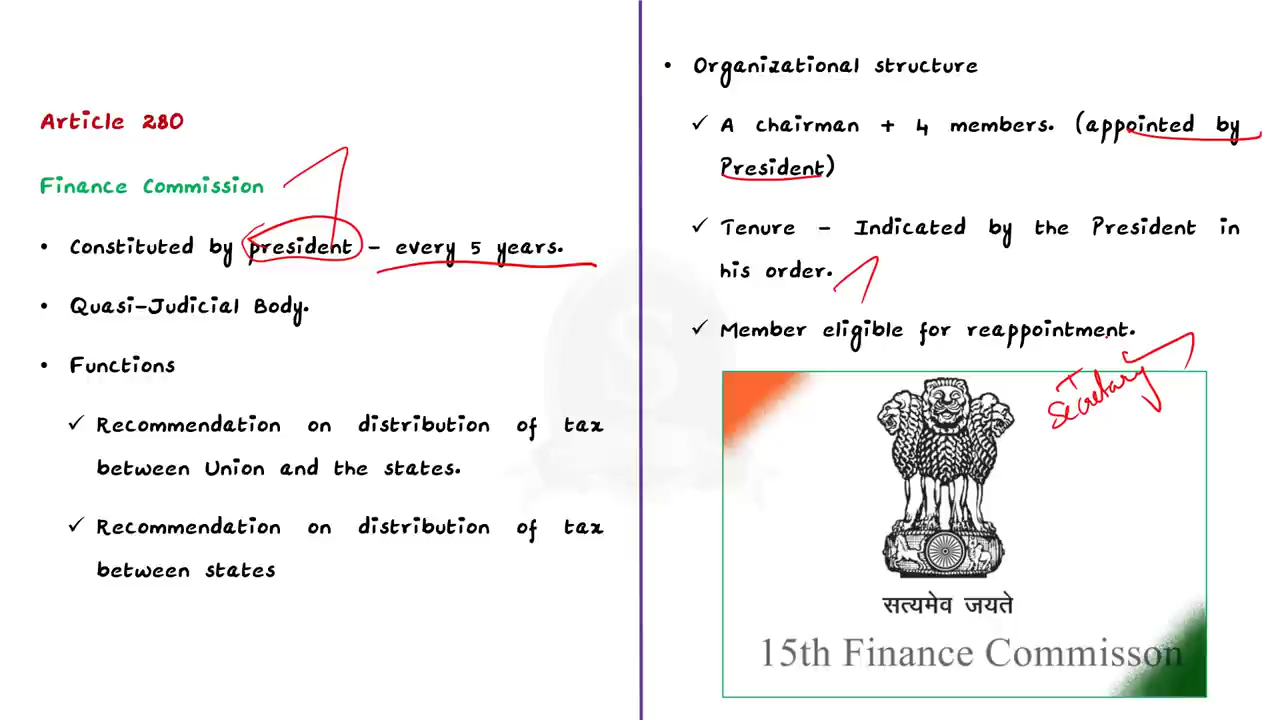 Article 280
Finance Commission
• Constituted by president - every 5 years.
• Quasi-Judicial Body.
• Functions
✓ Recommendation on distribution of tax
between Union and the states.
✓ Recommendation on distribution of tax
between states
• Organizational structure
✓ A chairman + 4 members. (appointed by
President)
✓ Tenure - Indicated by the President in
his order.
✓ Member eligible for reappointment.
Secretary
सत्यमेव जयते
15th Finance Commisson